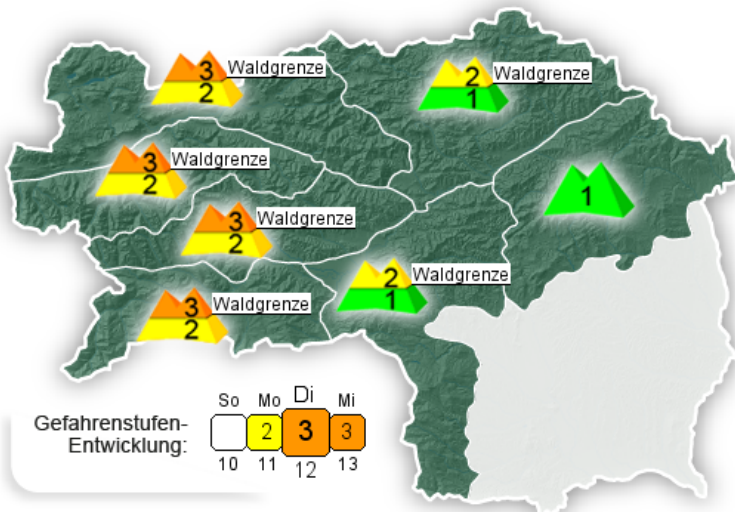 3 Waldgrenze
2
2 Waldgrenze
1
3 Waldgrenze
2
1
3 Waldgrenze
2
2 Waldgrenze
1
3 Waldgrenze
2
So Mo Di Mi
Gefahrenstufen-
Entwicklung:
2 3 3
10 11 12 13